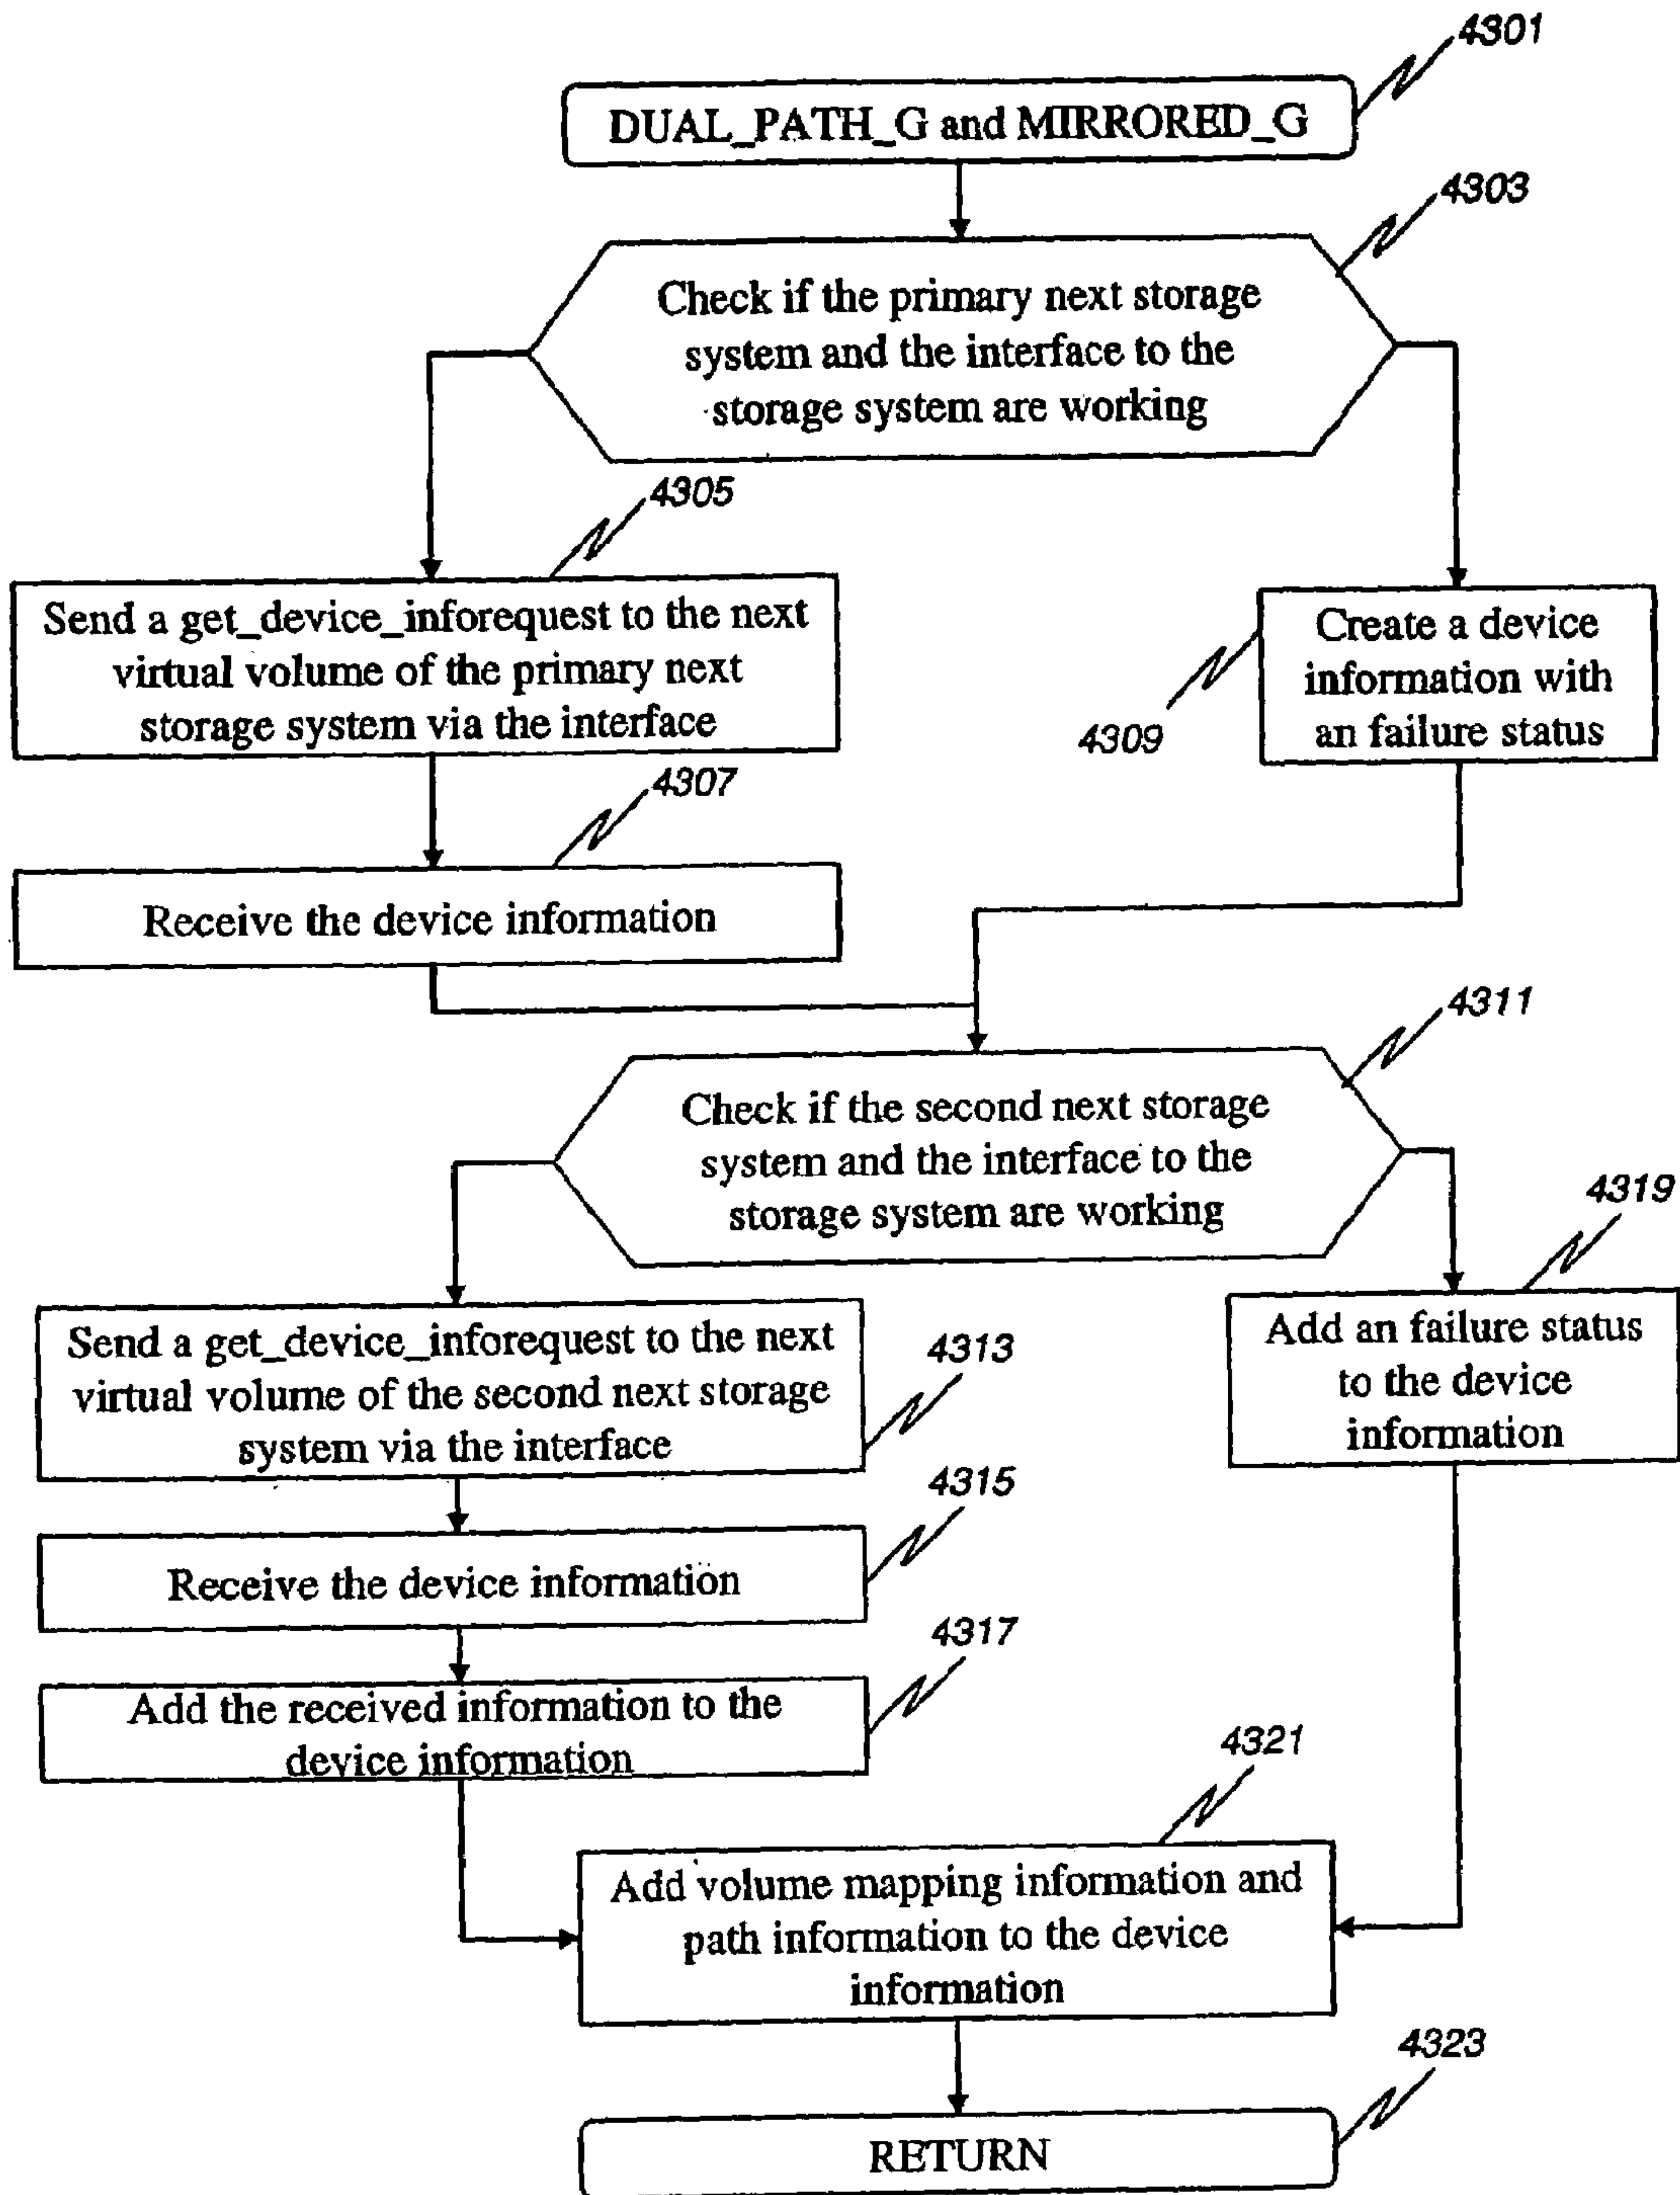 4301
DUAL_PATH_G and MIRRORED_G
4303
Check if the primary next storage
system and the interface to the
storage system are working
4305
Send a get_device_inforequest to the next
virtual volume of the primary next
storage system via the interface
Create a device
information with
an failure status
4309
4307
Receive the device information
4311
Check if the second next storage
system and the interface to the
storage system are working
4319
Send a get_device_inforequest to the next
virtual volume of the second next storage
system via the interface
4313
Add an failure status
to the device
information
4315
Receive the device information
4317
Add the received information to the
device information
4321
Add volume mapping information and
path information to the device
information
4323
RETURN